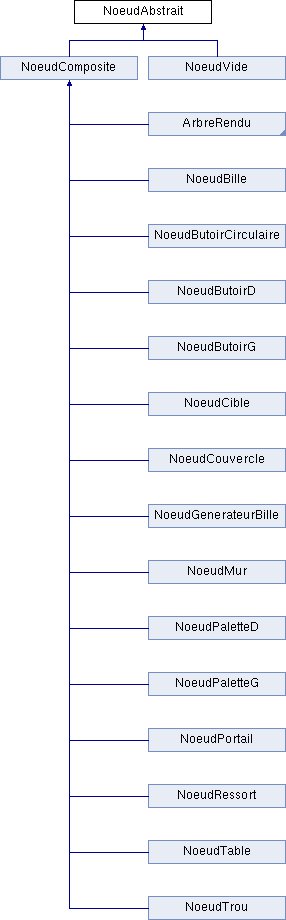 NoeudAbstrait
NoeudComposite
NoeudVide
ArbreRendu
NoeudBille
NoeudButoirCirculaire
NoeudButoirD
NoeudButoirG
NoeudCible
NoeudCouvercle
NoeudGenerateurBille
NoeudMur
NoeudPaletteD
NoeudPaletteG
NoeudPortail
NoeudRessort
NoeudTable
NoeudTrou